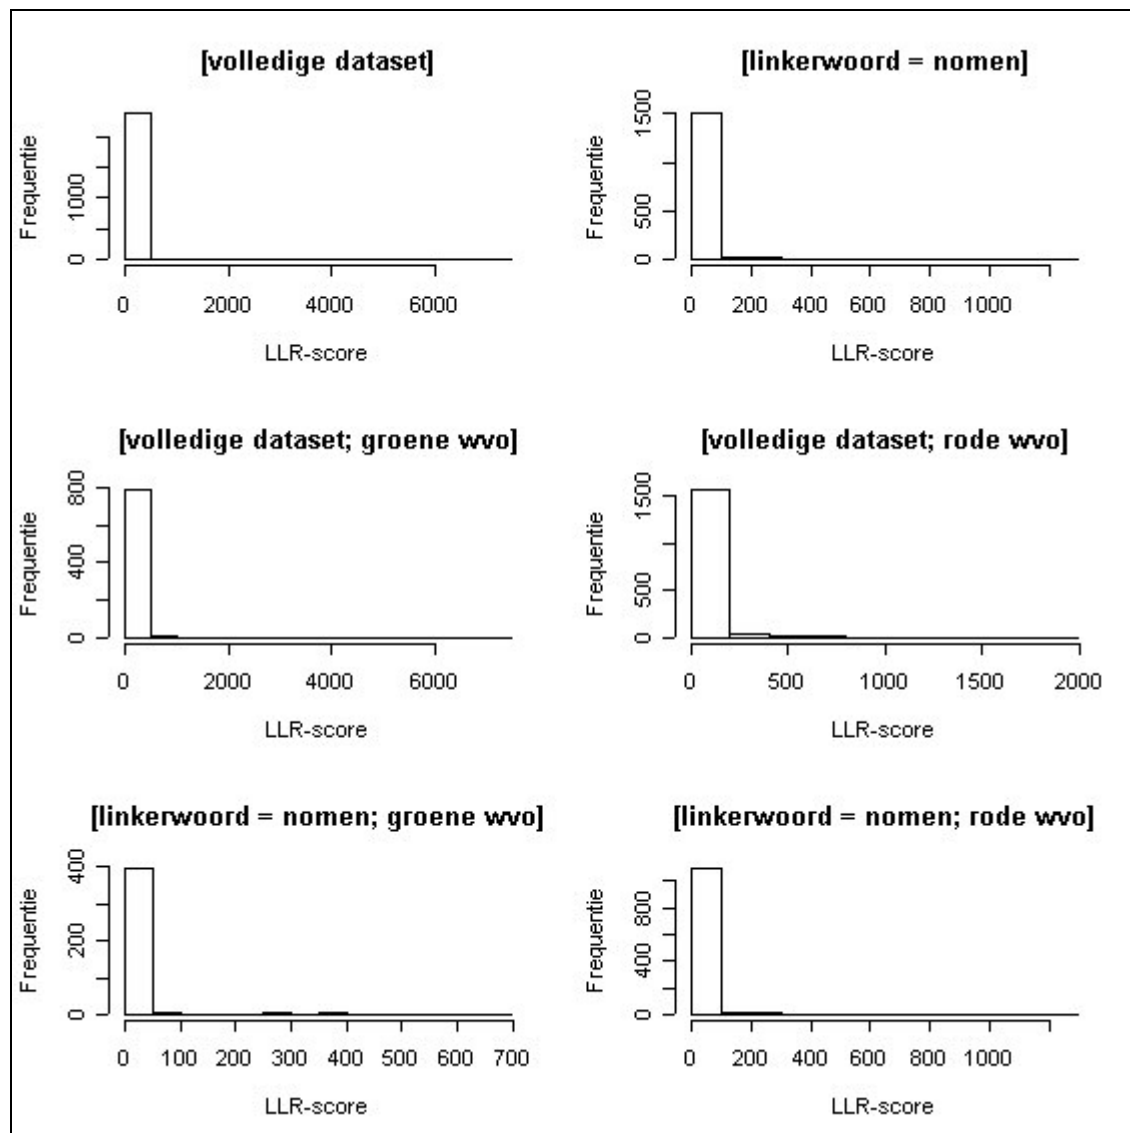 [volledige dataset]
Frequentie
1000
0
0 2000 4000 6000
LLR-score
[linkerwoord = nomen]
Frequentie
1500
500
0
0 200 400 600 800 1000
LLR-score
[volledige dataset; groene wvo]
Frequentie
800
400
0
0 2000 4000 6000
LLR-score
[volledige dataset; rode wvo]
Frequentie
1500
500
0
0 500 1000 1500 2000
LLR-score
[linkerwoord = nomen; groene wvo]
Frequentie
400
200
0
0 100 200 300 400 500 600 700
LLR-score
[linkerwoord = nomen; rode wvo]
Frequentie
800
400
0
0 200 400 600 800 1000
LLR-score